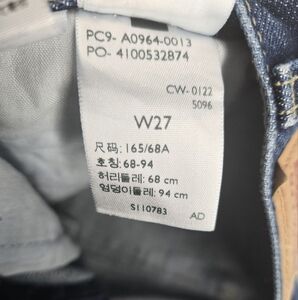 PC9- A0964-0013
PO- 4100532874
CW-0122
5096
W27
尺码: 165/68A
호칭: 68-94
허리둘레: 68 cm
엉덩이둘레: 94 cm
S110783 AD